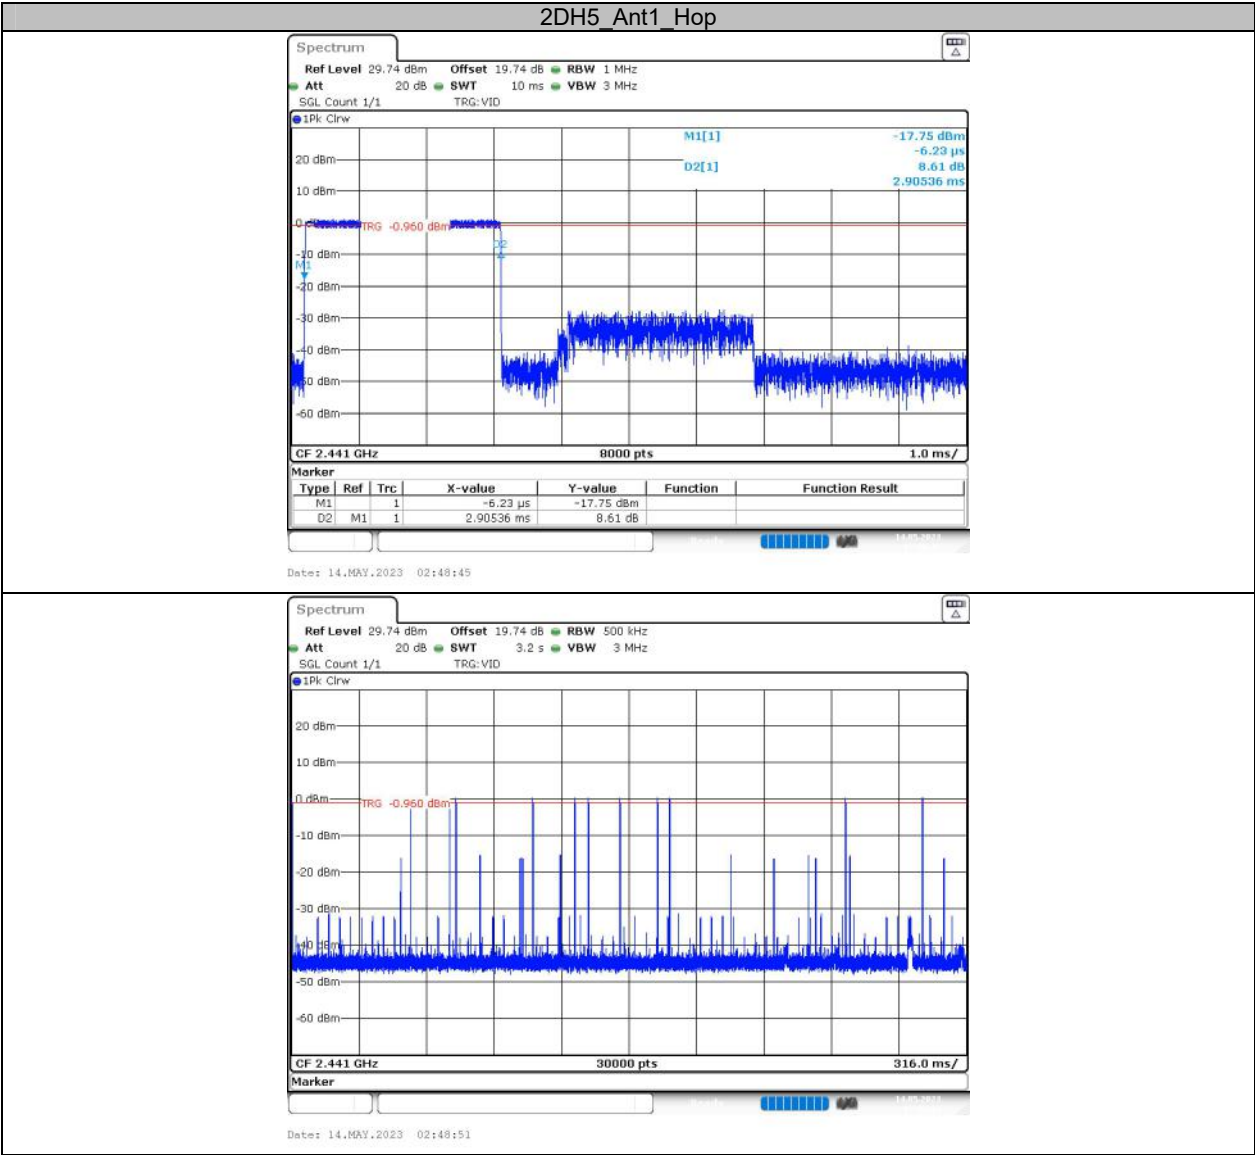 2DH5_Ant1_Hop
Spectrum
Ref Level 29.74 dBm Offset 19.74 dB RBW 1 MHz
Att 20 dB SWT 10 ms VBW 3 MHz
SGL Count 1/1 TRG:VID
1Pk Clrw
M1[1] -17.75 dBm
-6.23 µs
20 dBm
D2[1] 8.61 dB
2.90536 ms
10 dBm
0 dBm
TRG -0.960 dBm
D2
-10 dBm
M1
-20 dBm
-30 dBm
-40 dBm
-50 dBm
-60 dBm
CF 2.441 GHz 8000 pts 1.0 ms/
Marker
Type Ref Trc X-value Y-value Function Function Result
M1 1 -6.23 µs -17.75 dBm
D2 M1 1 2.90536 ms 8.61 dB
Date: 14.MAY.2023 02:48:45
Spectrum
Ref Level 29.74 dBm Offset 19.74 dB RBW 500 kHz
Att 20 dB SWT 3.2 s VBW 3 MHz
SGL Count 1/1 TRG:VID
1Pk Clrw
20 dBm
10 dBm
0 dBm
TRG -0.960 dBm
-10 dBm
-20 dBm
-30 dBm
-40 dBm
-50 dBm
-60 dBm
CF 2.441 GHz 30000 pts 316.0 ms/
Marker
Date: 14.MAY.2023 02:48:51